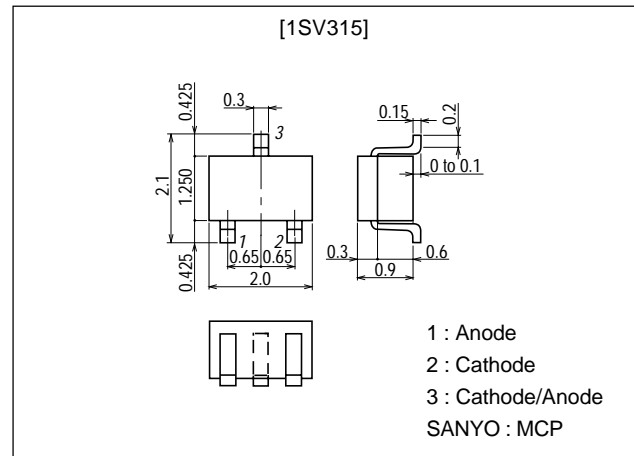 [1SV315]
0.425
0.3
3
2.1
1.250
0.425
1
2
0.65 0.65
2.0
0.15
0.2
0 to 0.1
0.3
0.6
0.9
1 : Anode
2 : Cathode
3 : Cathode/Anode
SANYO : MCP